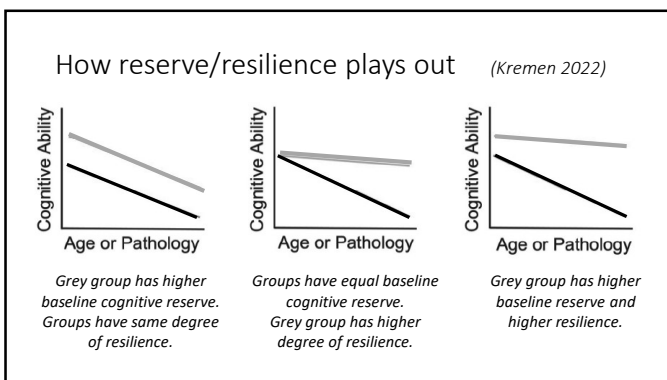 How reserve/resilience plays out (Kremen 2022)
Cognitive Ability
Age or Pathology
Grey group has higher
baseline cognitive reserve.
Groups have same degree
of resilience.
Cognitive Ability
Age or Pathology
Groups have equal baseline
cognitive reserve.
Grey group has higher
degree of resilience.
Cognitive Ability
Age or Pathology
Grey group has higher
baseline reserve and
higher resilience.